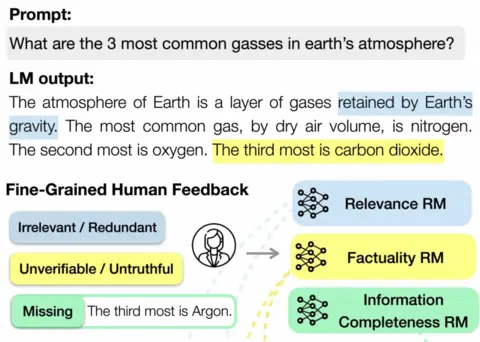 Prompt:
What are the 3 most common gasses in earth's atmosphere?
LM output:
The atmosphere of Earth is a layer of gases retained by Earth's
gravity. The most common gas, by dry air volume, is nitrogen.
The second most is oxygen. The third most is carbon dioxide.
Fine-Grained Human Feedback
Irrelevant / Redundant
Unverifiable / Untruthful
Missing The third most is Argon.
Relevance RM
Factuality RM
Information
Completeness RM